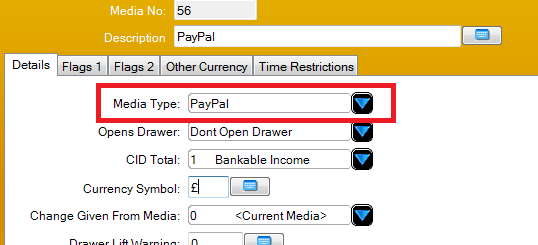 Media No: 56
Description PayPal
Details Flags 1 Flags 2 Other Currency Time Restrictions
Media Type: PayPal
Opens Drawer: Dont Open Drawer
CID Total: 1 Bankable Income
Currency Symbol: £
Change Given From Media: 0 <Current Media>
Drawer Lift Warning: 0